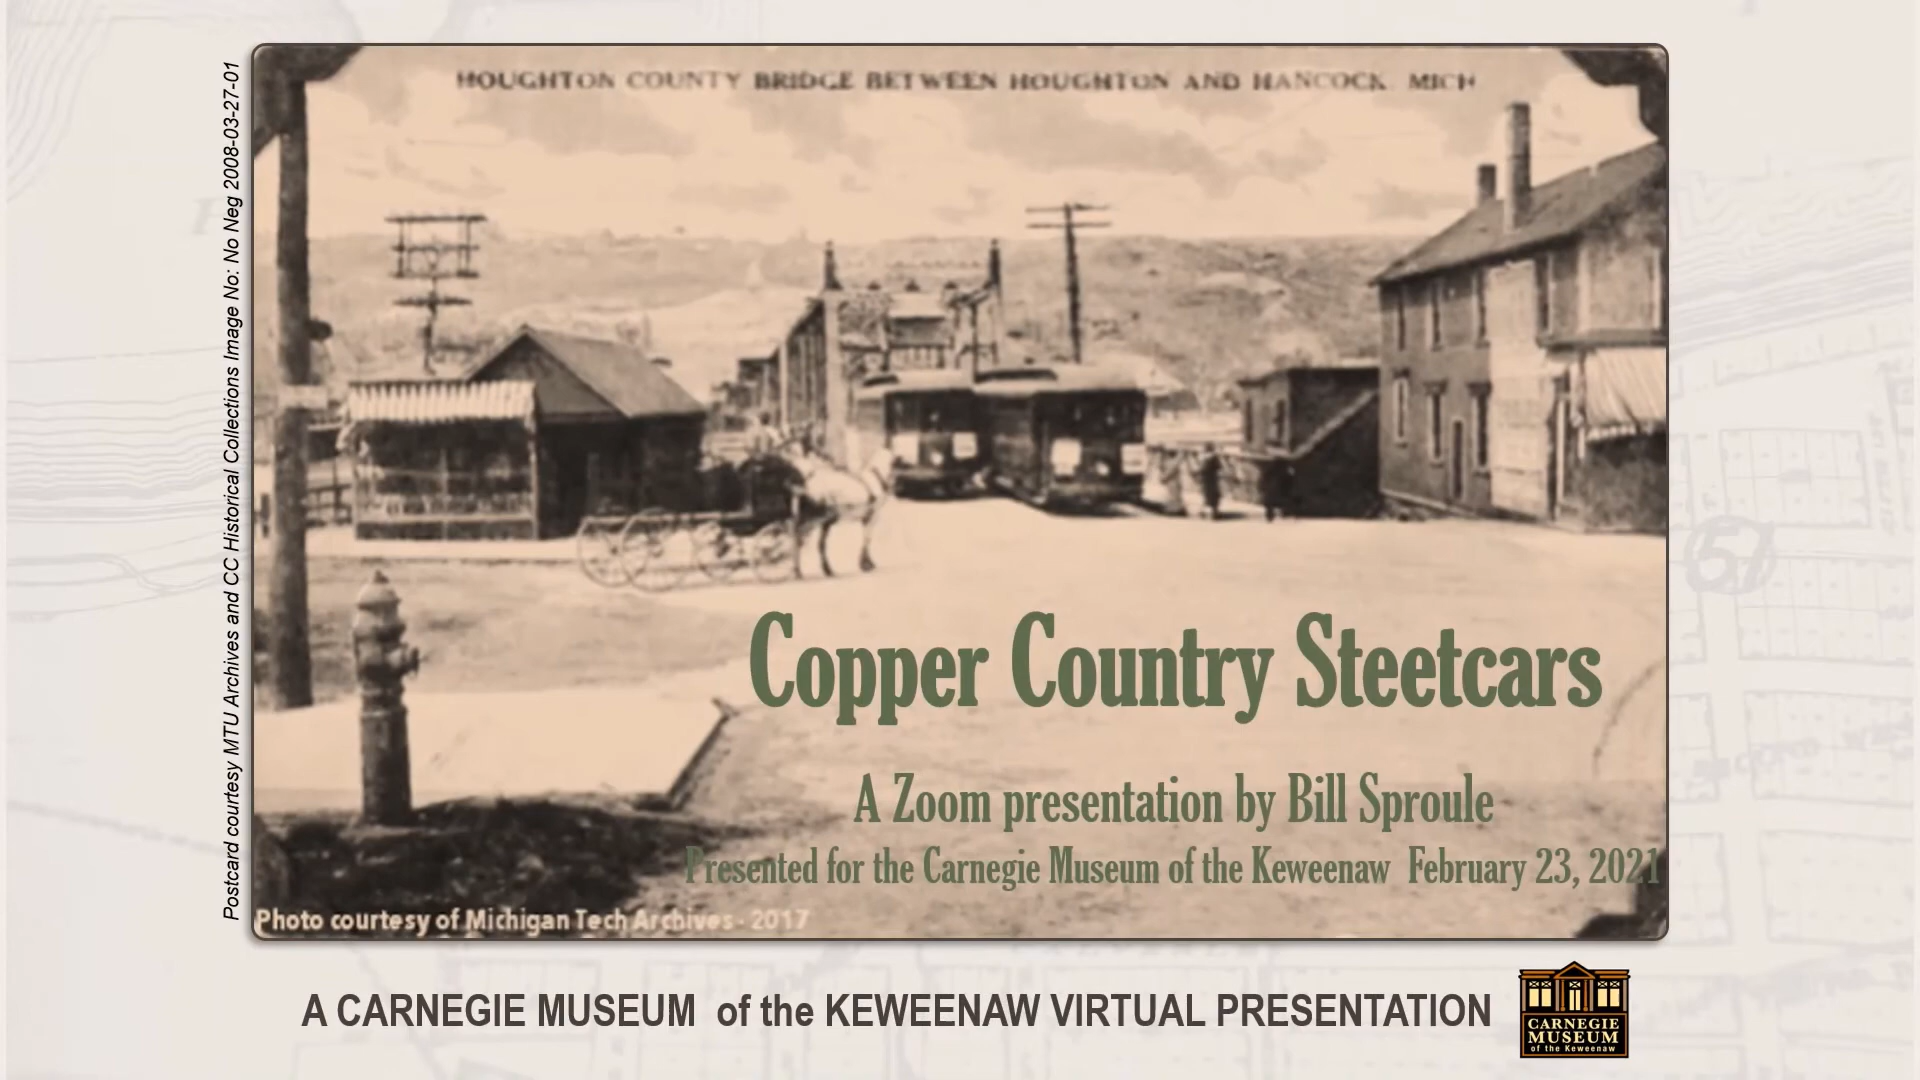 Postcard courtesy MTU Archives and CC Historical Collections Image No: No Neg 2008-03-27-01
HOUGHTON COUNTY BRIDGE BETWEEN HOUGHTON AND HANCOCK. MICH
Copper Country Steetcars
A Zoom presentation by Bill Sproule
Presented for the Carnegie Museum of the Keweenaw February 23, 2021
Photo courtesy of Michigan Tech Archives - 2017
57
A CARNEGIE MUSEUM of the KEWEENAW VIRTUAL PRESENTATION
CARNEGIE
MUSEUM
of the Keweenaw